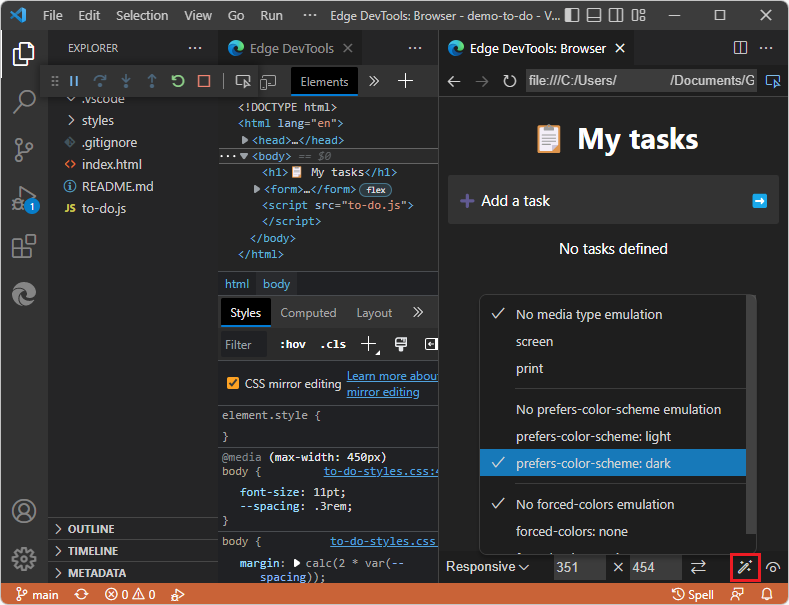 File Edit Selection View Go Run ··· Edge DevTools: Browser - demo-to-do - V...
EXPLORER ···
.vscode
styles
.gitignore
index.html
README.md
JS to-do.js
1
OUTLINE
TIMELINE
METADATA
Edge DevTools ···
Elements
<!DOCTYPE html>
<html lang="en">
<head>…</head>
··· <body> == $0
<h1>📋 My tasks</h1>
<form>…</form> flex
<script src="to-do.js">
</script>
</body>
</html>
html body
Styles Computed Layout
Filter :hov .cls
CSS mirror editing Learn more about
mirror editing
element.style {
}
@media (max-width: 450px)
body { to-do-styles.css:4
font-size: 11pt;
--spacing: .3rem;
}
body { to-do-styles.css:
margin: calc(2 * var(--
spacing));
Edge DevTools: Browser ···
file:///C:/Users/ /Documents/G
My tasks
Add a task
No tasks defined
No media type emulation
screen
print
No prefers-color-scheme emulation
prefers-color-scheme: light
prefers-color-scheme: dark
No forced-colors emulation
forced-colors: none
Responsive 351 × 454
main 0 0 Spell